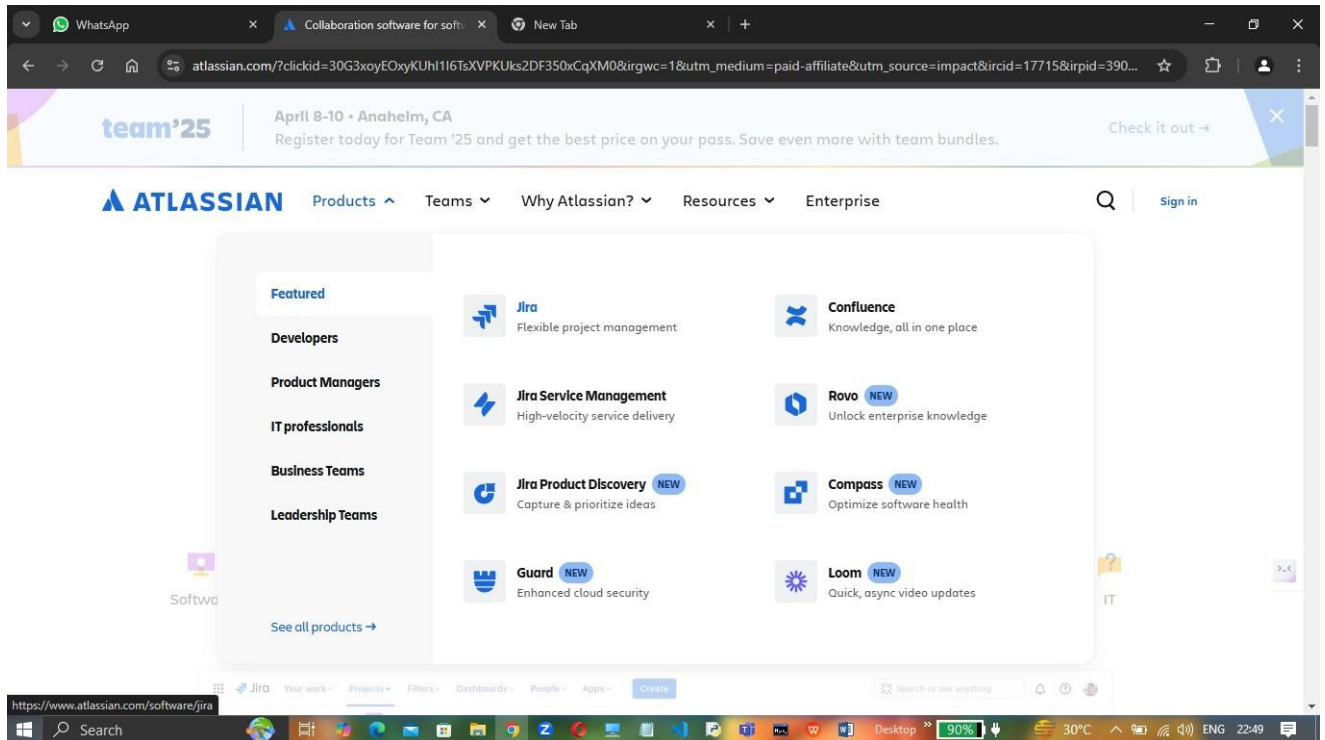 WhatsApp
Collaboration software for softw
New Tab
atlassian.com/?clickid=30G3xoyEOxyKUhI1I6TsXVPKUks2DF350xCqXM0&irgwc=1&utm_medium=paid-affiliate&utm_source=impact&ircid=17715&irpid=390...
team'25
April 8-10 • Anaheim, CA
Register today for Team '25 and get the best price on your pass. Save even more with team bundles.
Check it out →
ATLASSIAN
Products
Teams
Why Atlassian?
Resources
Enterprise
Sign in
Featured
Developers
Product Managers
IT professionals
Business Teams
Leadership Teams
See all products →
Jira
Flexible project management
Confluence
Knowledge, all in one place
Jira Service Management
High-velocity service delivery
Rovo NEW
Unlock enterprise knowledge
Jira Product Discovery NEW
Capture & prioritize ideas
Compass NEW
Optimize software health
Guard NEW
Enhanced cloud security
Loom NEW
Quick, async video updates
Softwa
IT
Jira Your work Projects Filters Dashboards People Apps Create
Search or ask anything
https://www.atlassian.com/software/jira
Search
Desktop
90%
30°C
ENG
22:49